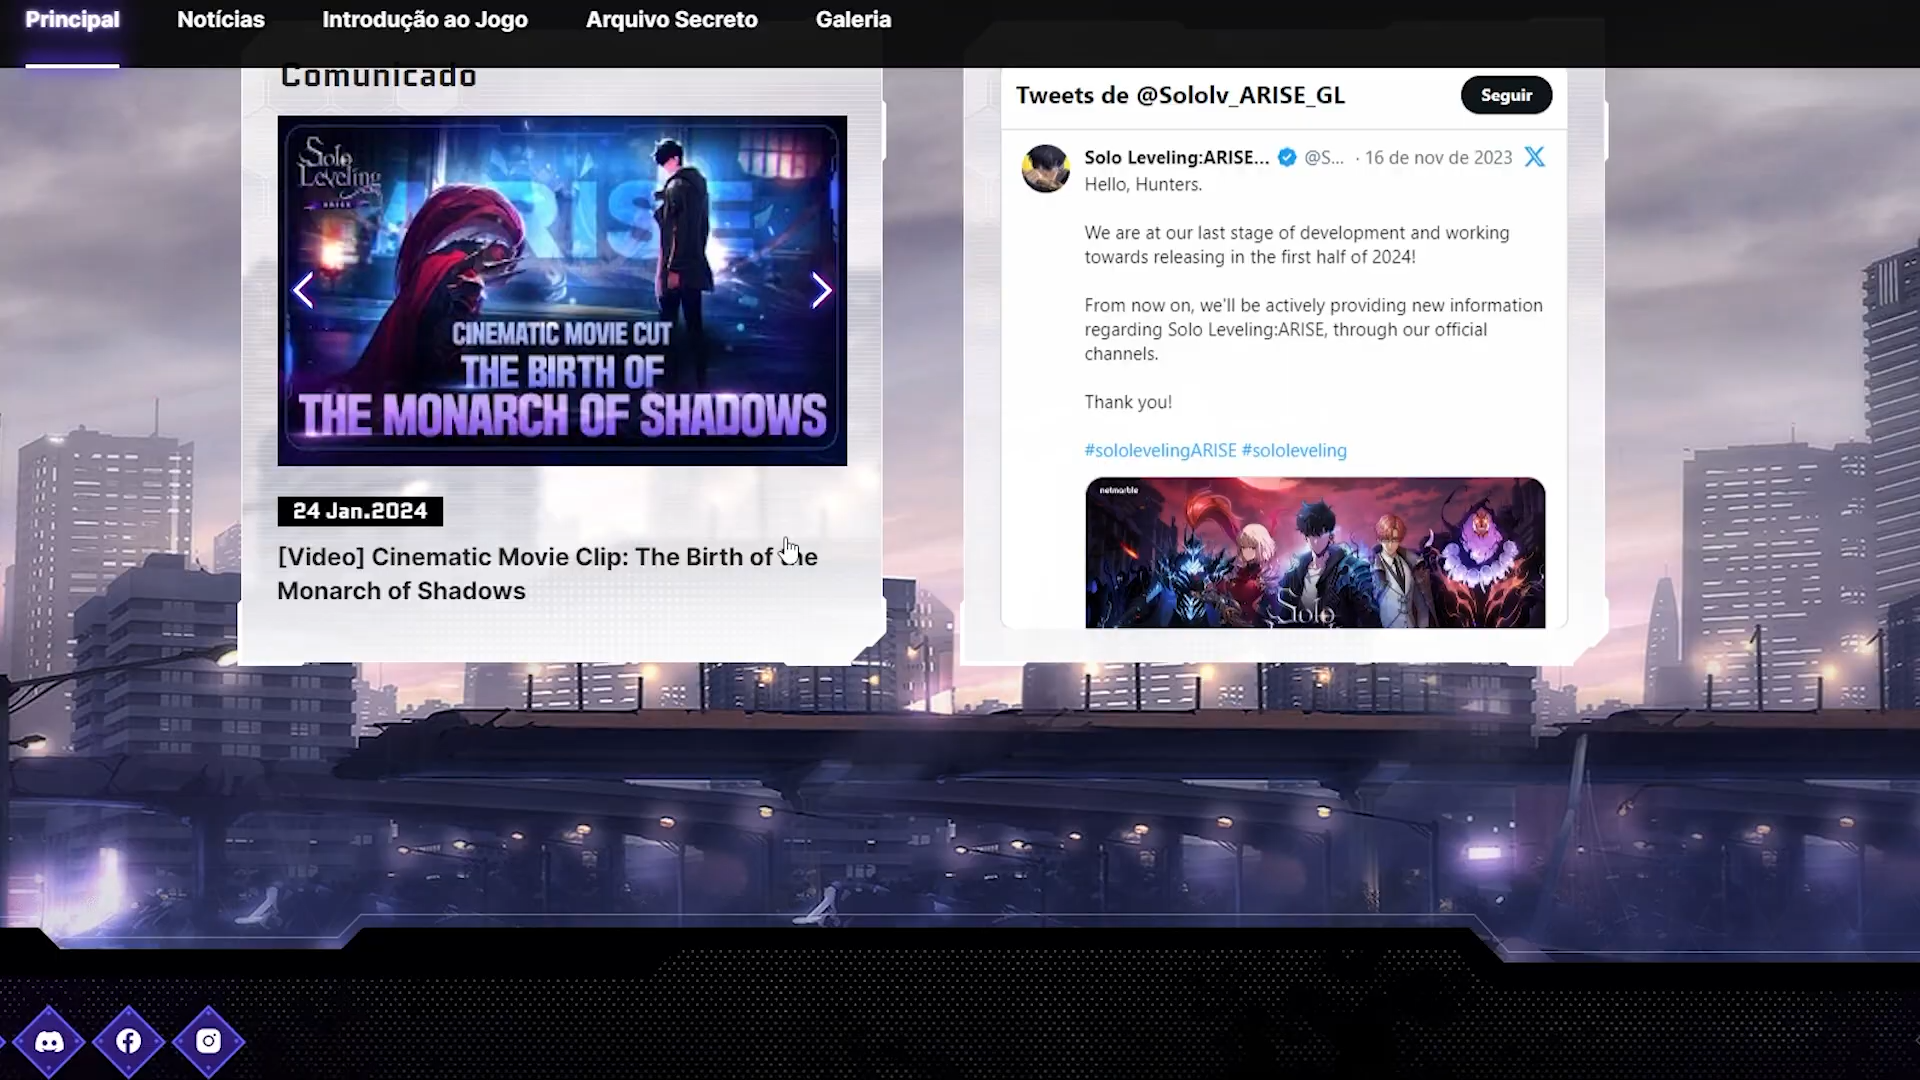 Principal
Notícias
Introdução ao Jogo
Arquivo Secreto
Galeria
Comunicado
Solo
Leveling
ARISE
ARISE
CINEMATIC MOVIE CUT
THE BIRTH OF
THE MONARCH OF SHADOWS
24 Jan.2024
[Video] Cinematic Movie Clip: The Birth of the
Monarch of Shadows
Tweets de @Sololv_ARISE_GL
Seguir
Solo Leveling:ARISE... @S... · 16 de nov de 2023
Hello, Hunters.
We are at our last stage of development and working
towards releasing in the first half of 2024!
From now on, we'll be actively providing new information
regarding Solo Leveling:ARISE, through our official
channels.
Thank you!
#sololevelingARISE #sololeveling
netmarble
Solo